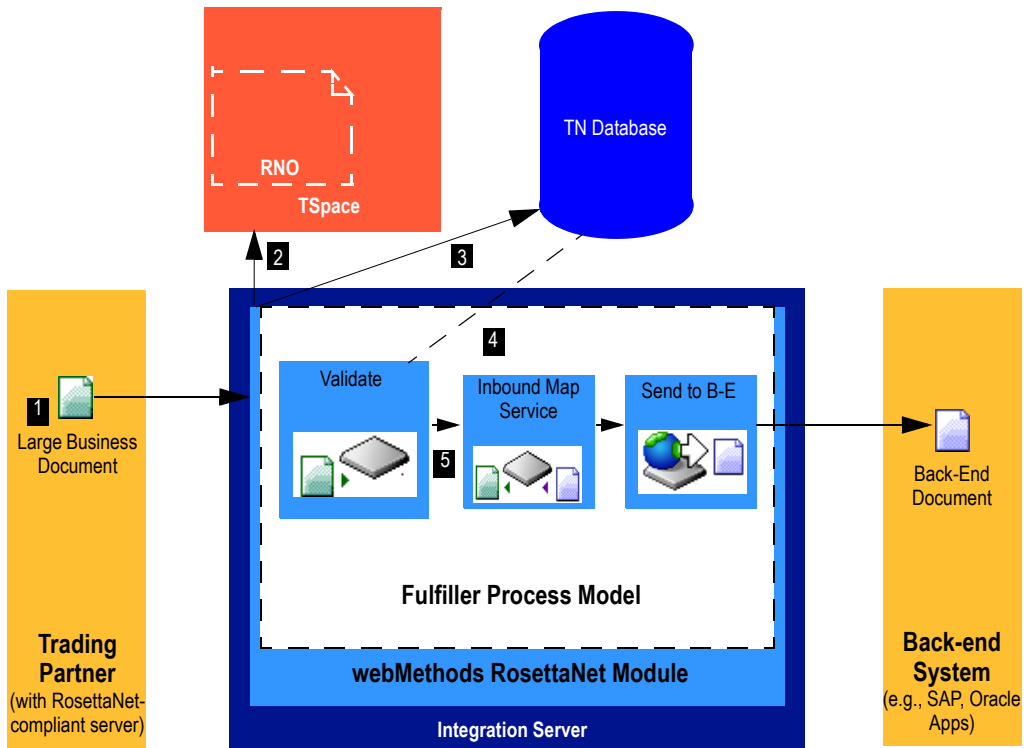 RNO
TSpace
TN Database
2
3
4
1
Large Business
Document
Validate
5
Inbound Map
Service
Send to B-E
Back-End
Document
Fulfiller Process Model
webMethods RosettaNet Module
Integration Server
Trading
Partner
(with RosettaNet-
compliant server)
Back-end
System
(e.g., SAP, Oracle
Apps)